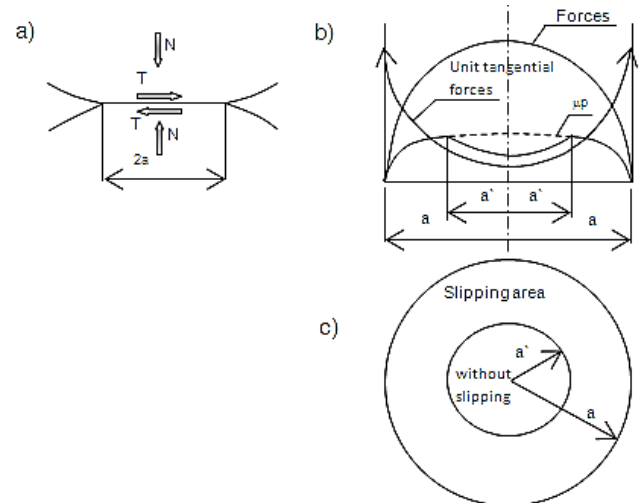 a)
N
T
T
N
2a
b)
Forces
Unit tangential
forces
μp
a` a`
a a
c)
Slipping area
a`
without
slipping
a